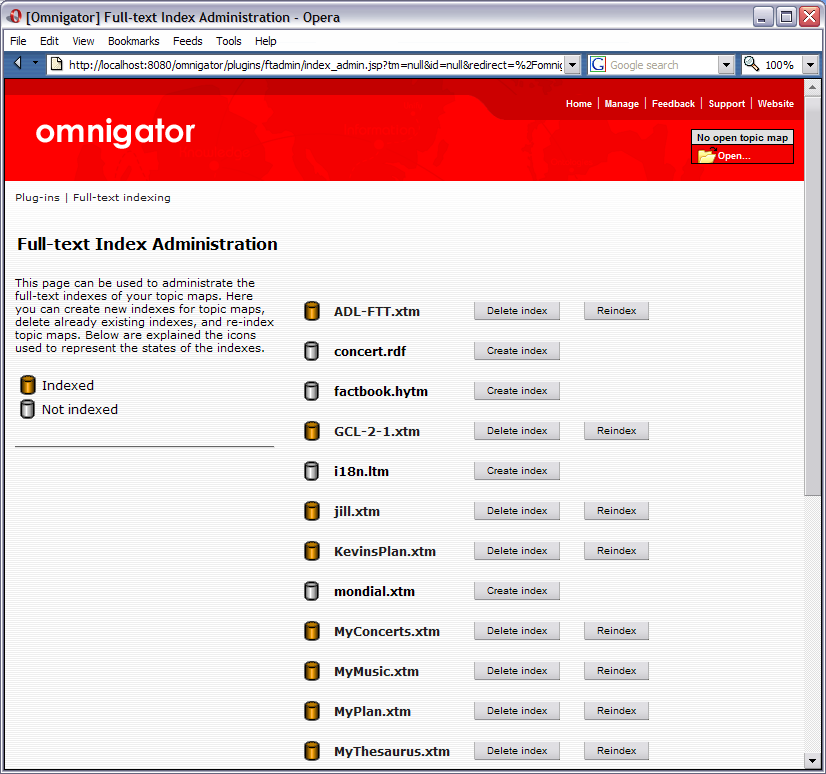 [Omnigator] Full-text Index Administration - Opera
File Edit View Bookmarks Feeds Tools Help
http://localhost:8080/omnigator/plugins/ftadmin/index_admin.jsp?tm=null&id=null&redirect=%2Fomni
Google search
100%
Home | Manage | Feedback | Support | Website
omnigator
No open topic map
Open...
Plug-ins | Full-text indexing
Full-text Index Administration
This page can be used to administrate the
full-text indexes of your topic maps. Here
you can create new indexes for topic maps,
delete already existing indexes, and re-index
topic maps. Below are explained the icons
used to represent the states of the indexes.
Indexed
Not indexed
ADL-FTT.xtm Delete index Reindex
concert.rdf Create index
factbook.hytm Create index
GCL-2-1.xtm Delete index Reindex
i18n.ltm Create index
jill.xtm Delete index Reindex
KevinsPlan.xtm Delete index Reindex
mondial.xtm Create index
MyConcerts.xtm Delete index Reindex
MyMusic.xtm Delete index Reindex
MyPlan.xtm Delete index Reindex
MyThesaurus.xtm Delete index Reindex